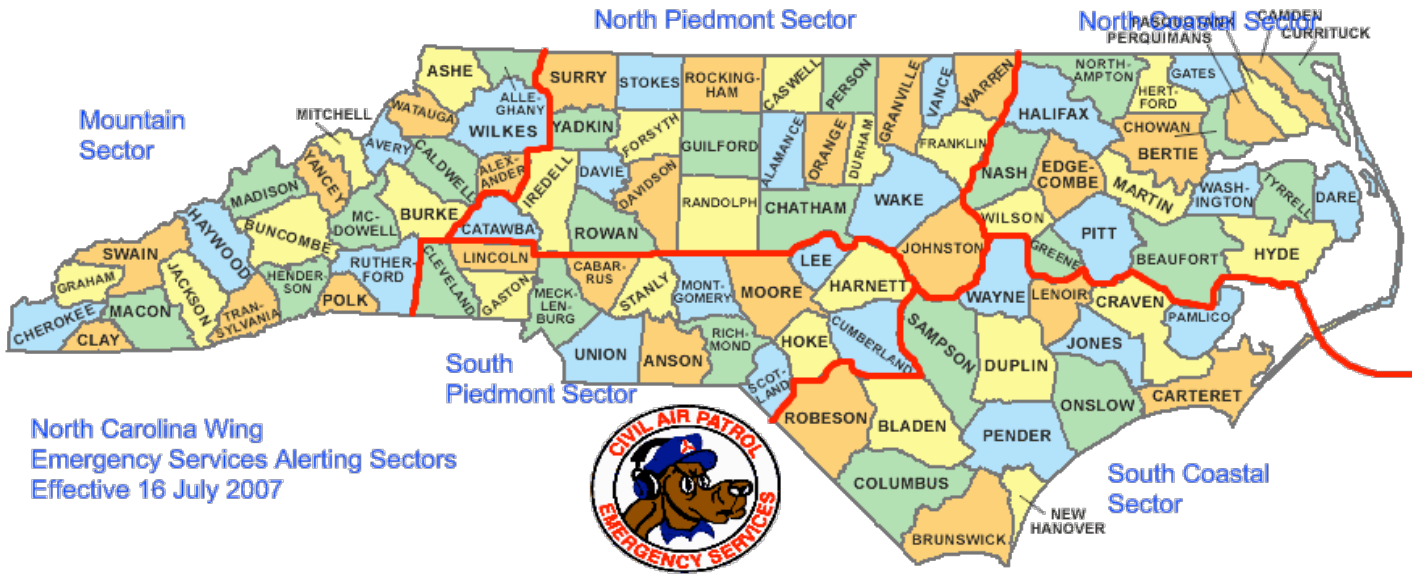 North Piedmont Sector
North Coastal Sector
PASQUOTANK
CAMDEN
PERQUIMANS
CURRITUCK
Mountain
Sector
MITCHELL
ASHE
ALLE-
GHANY
SURRY
STOKES
ROCKING-
HAM
CASWELL
PERSON
GRANVILLE
VANCE
WARREN
NORTH-
AMPTON
GATES
HERT-
FORD
HALIFAX
WATAUGA
WILKES
YADKIN
FORSYTH
GUILFORD
ALAMANCE
ORANGE
DURHAM
FRANKLIN
NASH
EDGE-
COMBE
CHOWAN
BERTIE
AVERY
CALDWELL
ALEX-
ANDER
IREDELL
DAVIE
DAVIDSON
RANDOLPH
CHATHAM
WAKE
WILSON
MARTIN
WASH-
INGTON
TYRRELL
DARE
MADISON
YANCEY
MC-
DOWELL
BURKE
CATAWBA
ROWAN
JOHNSTON
GREENE
PITT
BEAUFORT
HYDE
SWAIN
HAYWOOD
BUNCOMBE
HENDER-
SON
RUTHER-
FORD
CLEVELAND
LINCOLN
GASTON
MECK-
LEN-
BURG
CABAR-
RUS
STANLY
MONT-
GOMERY
MOORE
LEE
HARNETT
WAYNE
LENOIR
CRAVEN
PAMLICO
GRAHAM
CHEROKEE
CLAY
MACON
JACKSON
TRAN-
SYLVANIA
POLK
UNION
ANSON
RICH-
MOND
SCOT-
LAND
HOKE
CUMBERLAND
SAMPSON
DUPLIN
JONES
CARTERET
ONSLOW
South
Piedmont Sector
ROBESON
BLADEN
PENDER
COLUMBUS
BRUNSWICK
NEW
HANOVER
South Coastal
Sector
North Carolina Wing
Emergency Services Alerting Sectors
Effective 16 July 2007
CIVIL AIR PATROL
EMERGENCY SERVICES